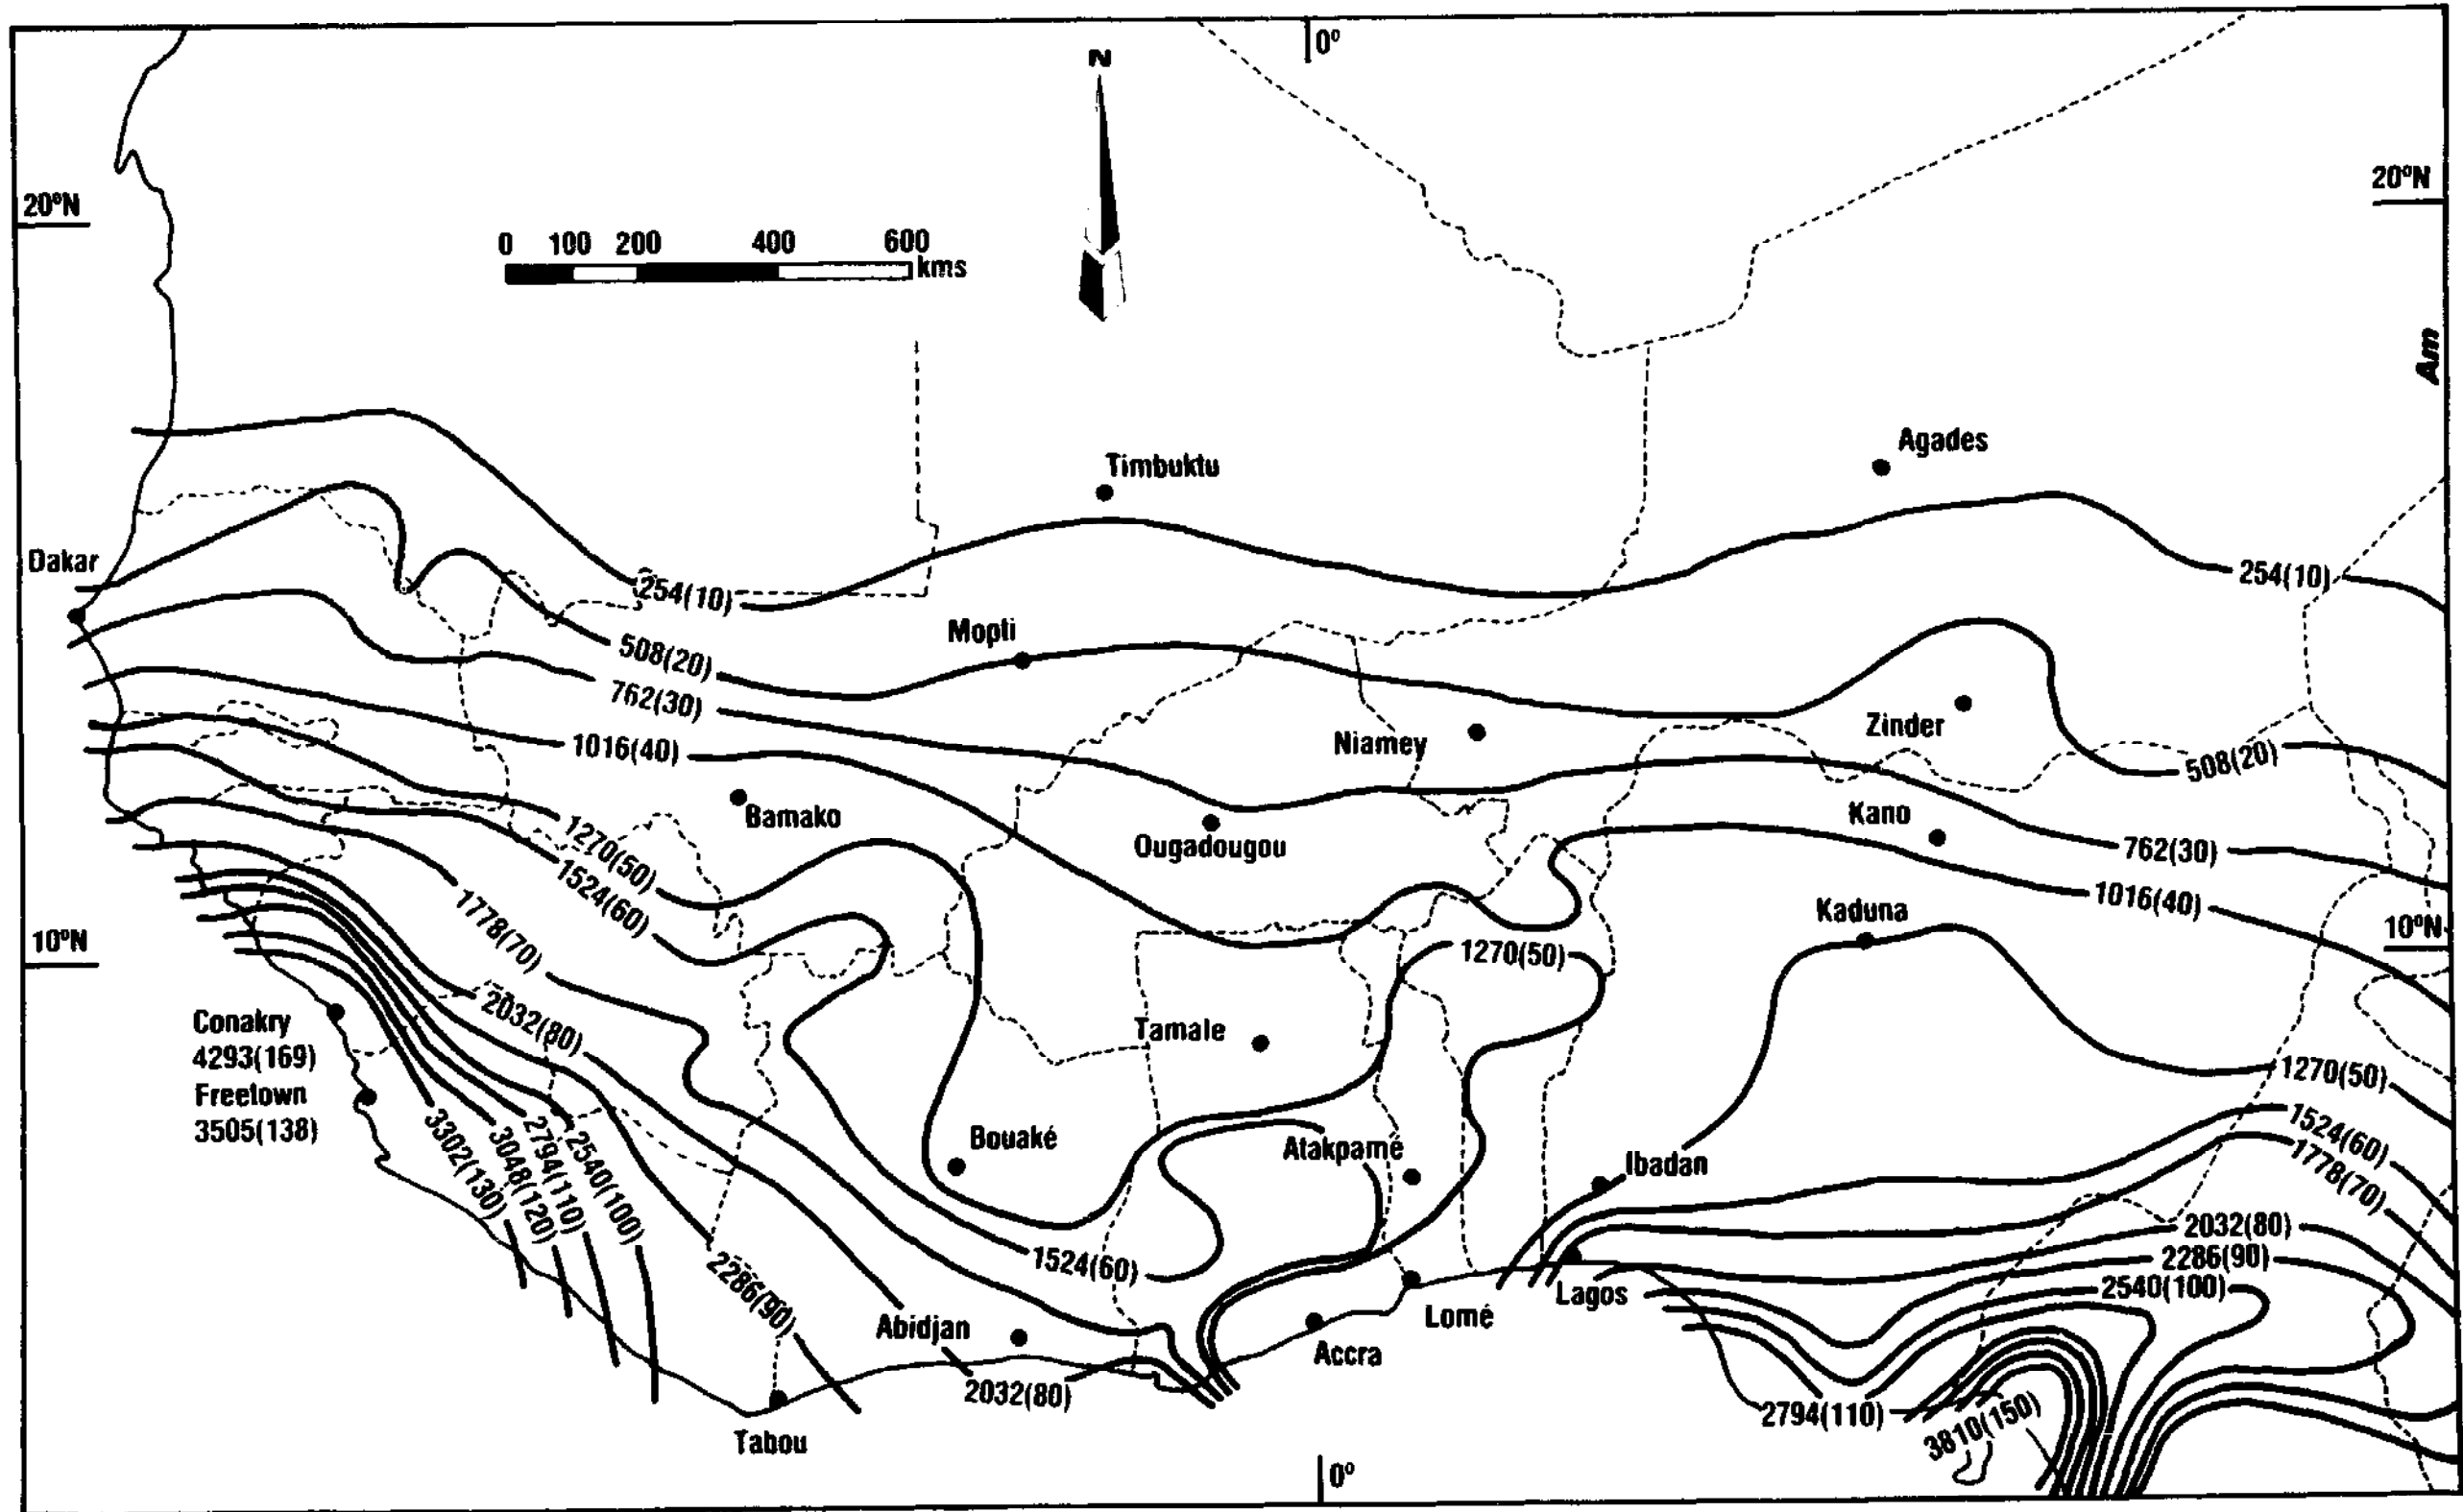 0°
N
20°N
20°N
0 100 200 400 600
kms
Am
Agades
Timbuktu
Dakar
254(10)
254(10)
Mopti
508(20)
762(30)
Zinder
Niamey
1016(40)
508(20)
Bamako
Kano
Ougadougou
1270(50)
762(30)
1524(60)
1016(40)
1778(70)
Kaduna
10°N
10°N
1270(50)
2032(80)
Conakry
4293(169)
Freetown
3505(138)
Tamale
1270(50)
3302(130)
3048(120)
2794(110)
2540(100)
Bouaké
Atakpamé
Ibadan
1524(60)
1778(70)
2032(80)
2286(90)
2540(100)
1524(60)
2286(90)
Lagos
Lomé
Abidjan
Accra
2032(80)
2794(110)
3810(150)
Tabou
0°